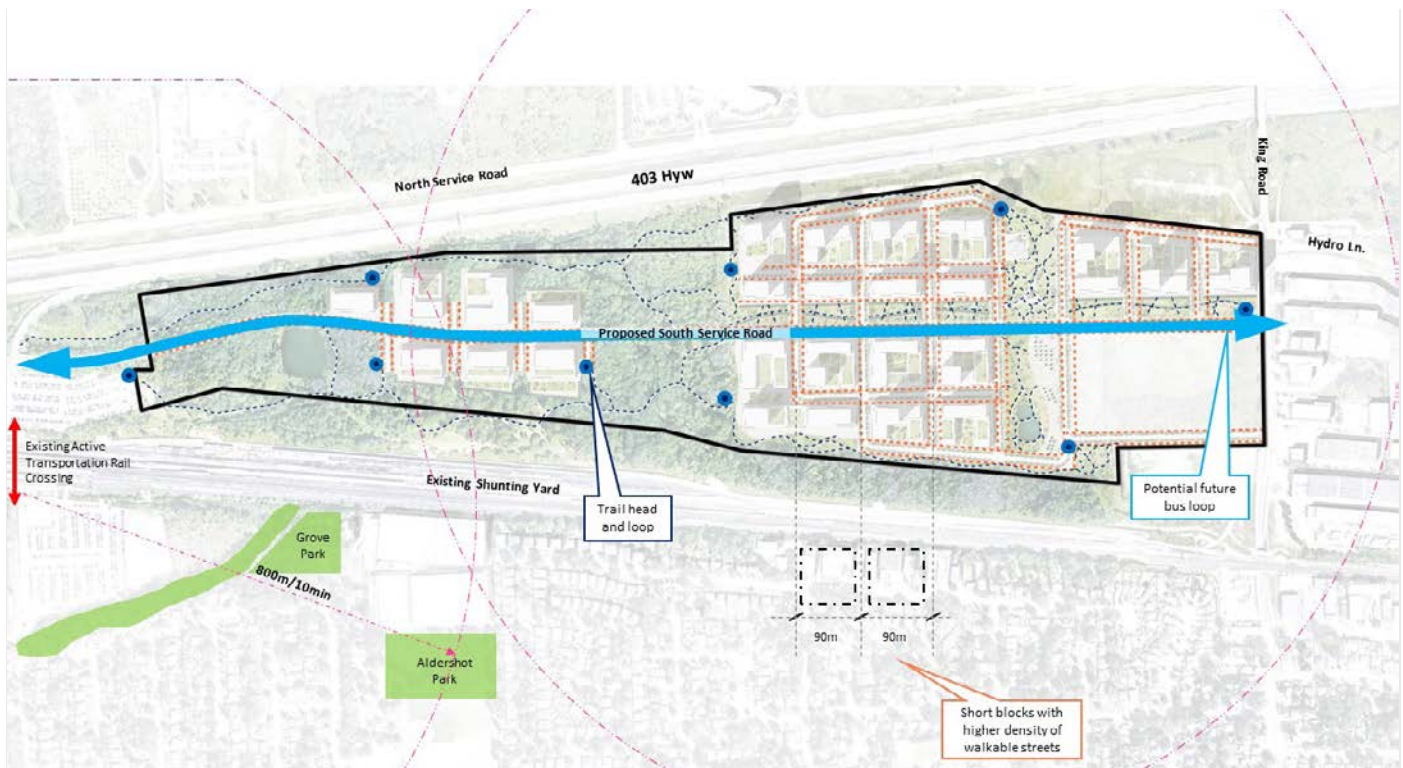 North Service Road
403 Hyw
King Road
Hydro Ln.
Proposed South Service Road
Existing Active
Transportation Rail
Crossing
Existing Shunting Yard
Trail head
and loop
Potential future
bus loop
Grove
Park
800m/10min
Aldershot
Park
90m
90m
Short blocks with
higher density of
walkable streets